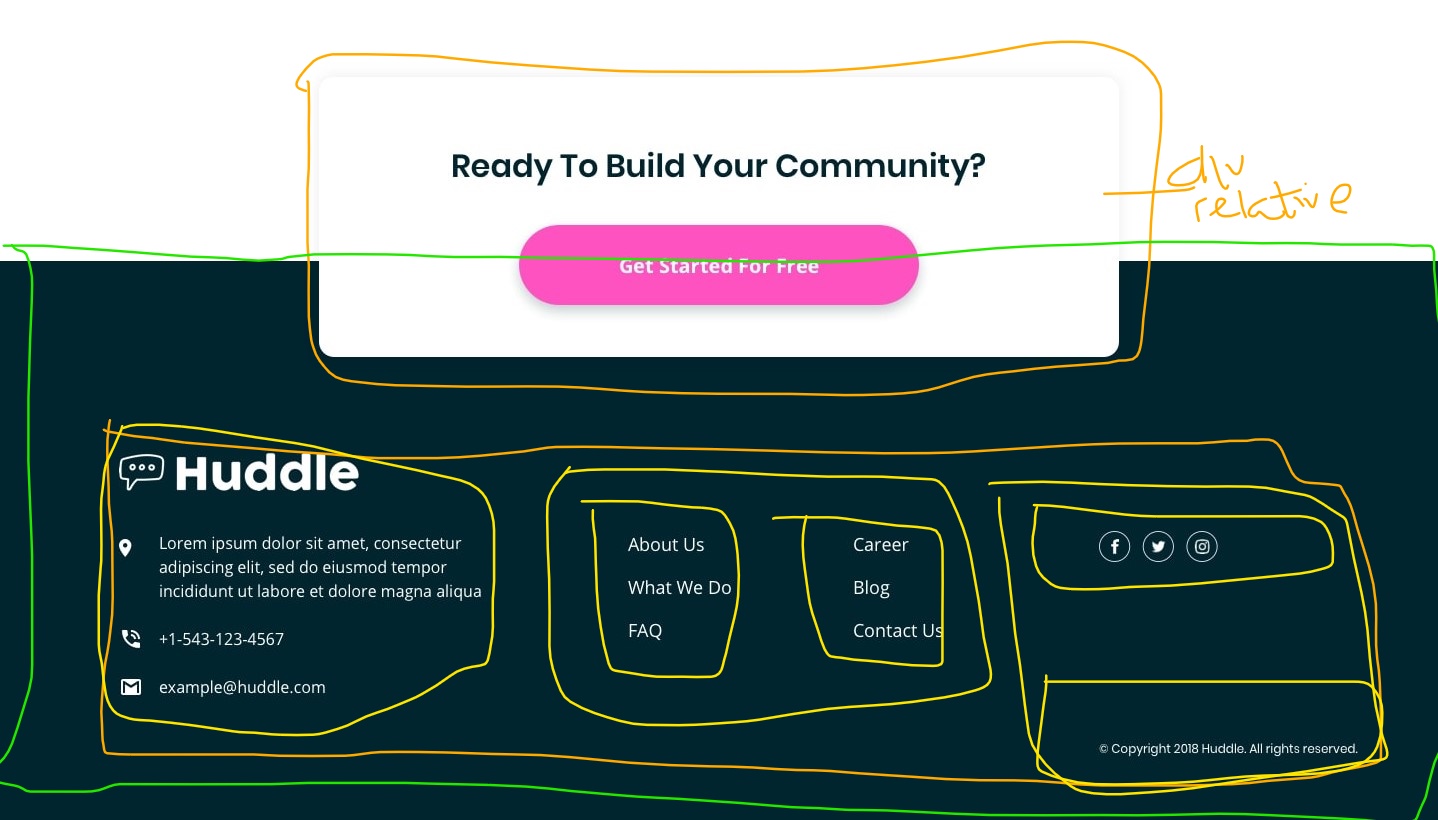 Ready To Build Your Community?
div
relative
Get Started For Free
Huddle
Lorem ipsum dolor sit amet, consectetur
adipiscing elit, sed do eiusmod tempor
incididunt ut labore et dolore magna aliqua
+1-543-123-4567
example@huddle.com
About Us
What We Do
FAQ
Career
Blog
Contact Us
© Copyright 2018 Huddle. All rights reserved.